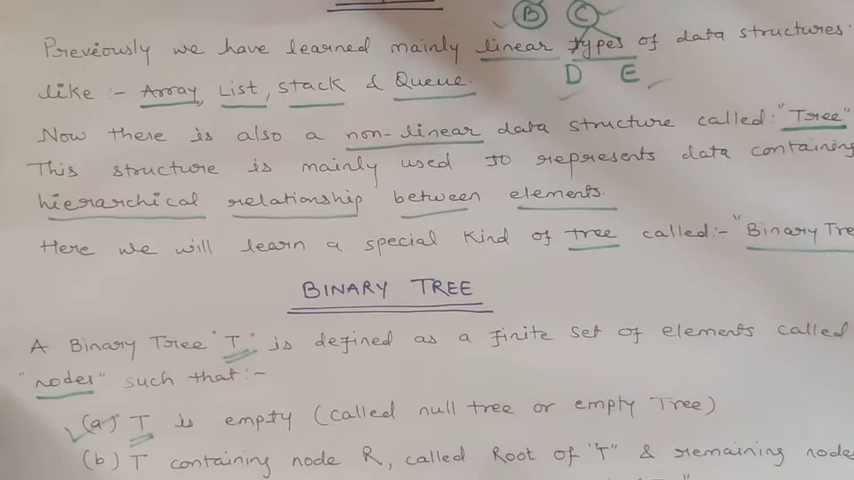 B C
Previously we have learned mainly linear types of data structures.
like :- Array, List, Stack & Queue.
D E
Now there is also a non-linear data structure called:"Tree"
This structure is mainly used to represents data containing
hierarchical relationship between elements.
Here we will learn a special kind of tree called:- "Binary Tre
BINARY TREE
A Binary Tree "T" is defined as a finite set of elements called
"nodes" such that :-
(a) T is empty (called null tree or empty Tree)
(b) T containing node R, called Root of "T" & remaining node